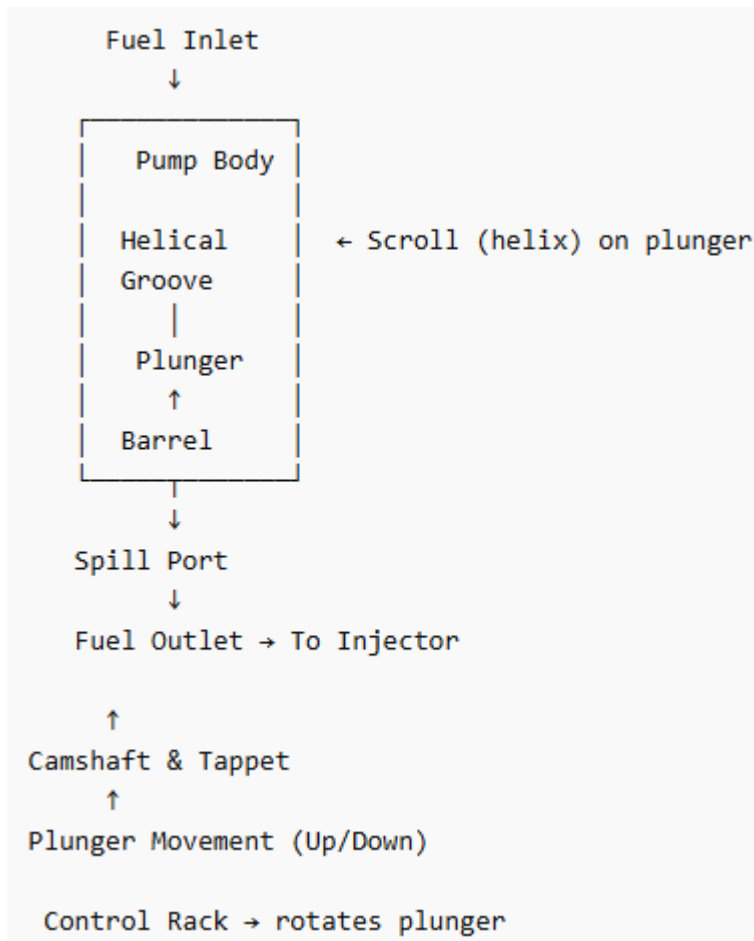 Fuel Inlet
↓
Pump Body
Helical ← Scroll (helix) on plunger
Groove
Plunger
↑
Barrel
↓
Spill Port
↓
Fuel Outlet → To Injector
↑
Camshaft & Tappet
↑
Plunger Movement (Up/Down)
Control Rack → rotates plunger